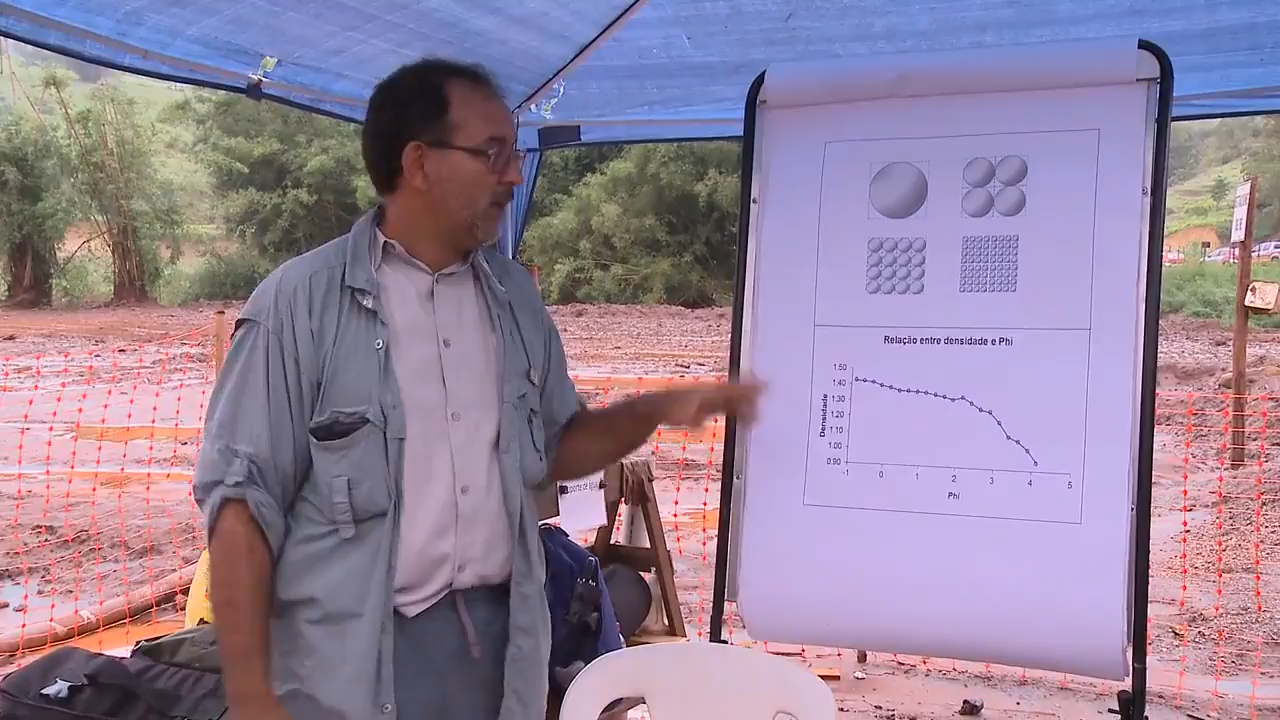 Relação entre densidade e Phi
1.50
1.40
1.30
1.20
1.10
1.00
0.90
Densidade
-1 0 1 2 3 4 5
Phi